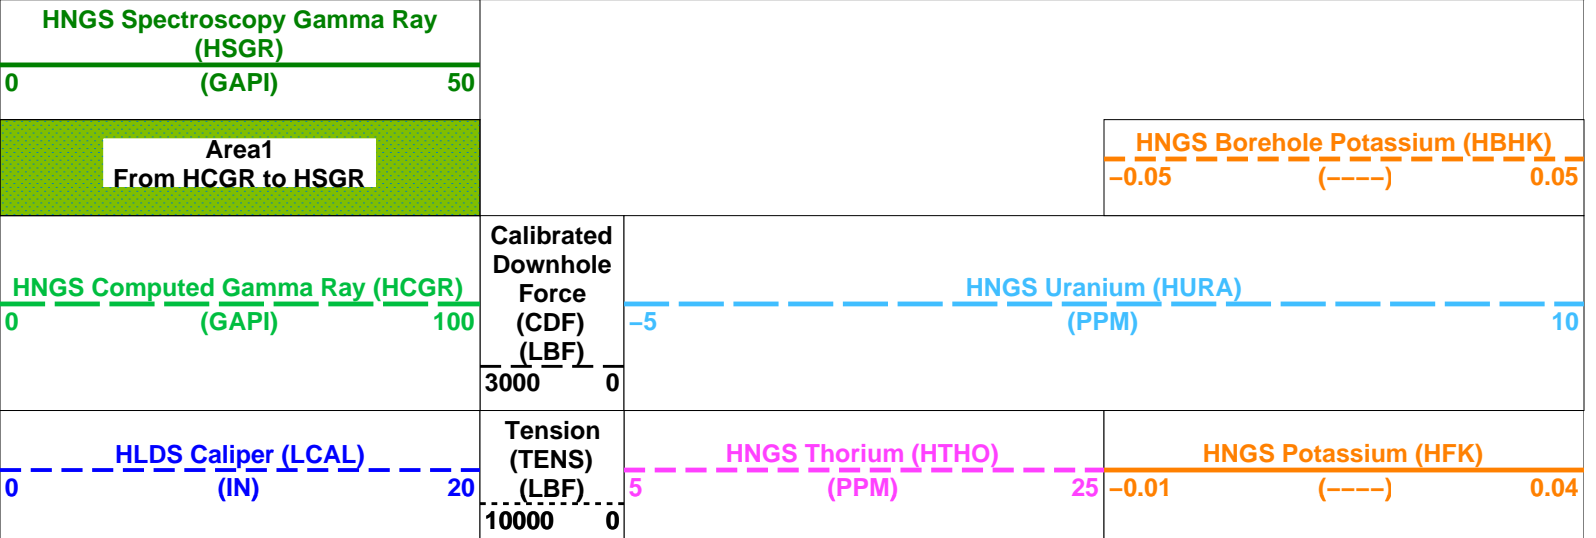 HNGS Spectroscopy Gamma Ray
(HSGR)
0 (GAPI) 50
Area1
From HCGR to HSGR
HNGS Borehole Potassium (HBHK)
−0.05 (−−−−) 0.05
HNGS Computed Gamma Ray (HCGR)
0 (GAPI) 100
Calibrated
Downhole
Force
(CDF)
(LBF)
3000 0
HNGS Uranium (HURA)
−5 (PPM) 10
HLDS Caliper (LCAL)
0 (IN) 20
Tension
(TENS)
(LBF)
10000 0
HNGS Thorium (HTHO)
5 (PPM) 25
HNGS Potassium (HFK)
−0.01 (−−−−) 0.04